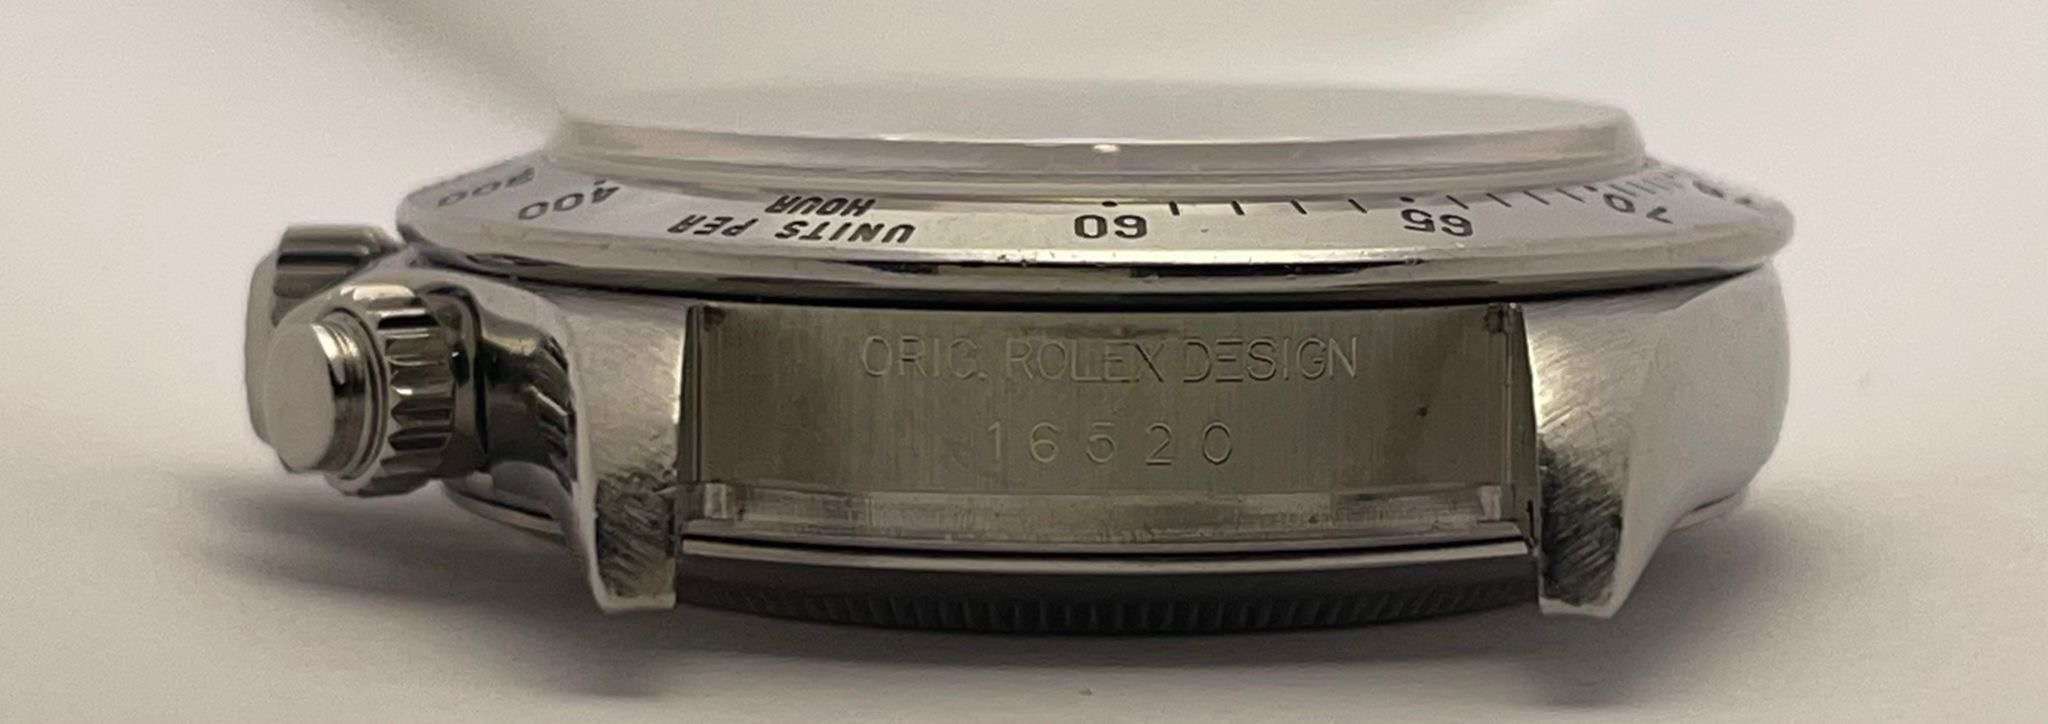 400
UNITS PER
HOUR
60
65
70
ORIG. ROLEX DESIGN
16520